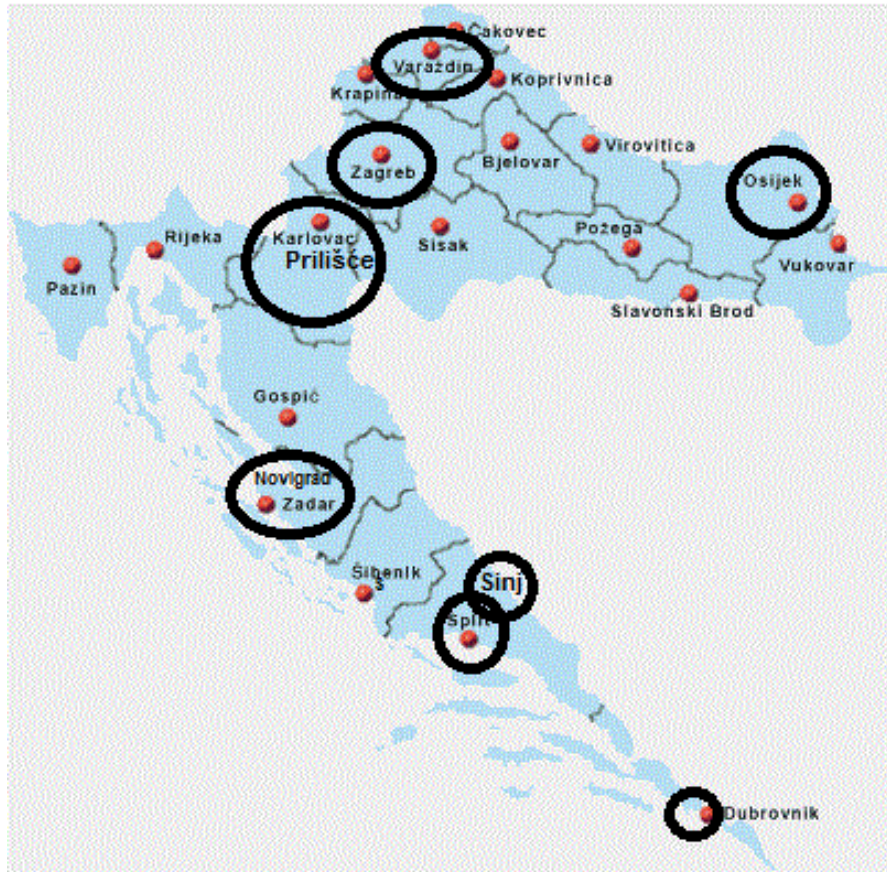 Čakovec
Varaždin
Krapina
Koprivnica
Zagreb
Bjelovar
Virovitica
Osijek
Karlovac
Prilišće
Sisak
Požega
Vukovar
Rijeka
Pazin
Slavonski Brod
Gospić
Novigrad
Zadar
Šibenik
s
Sinj
Split
Dubrovnik